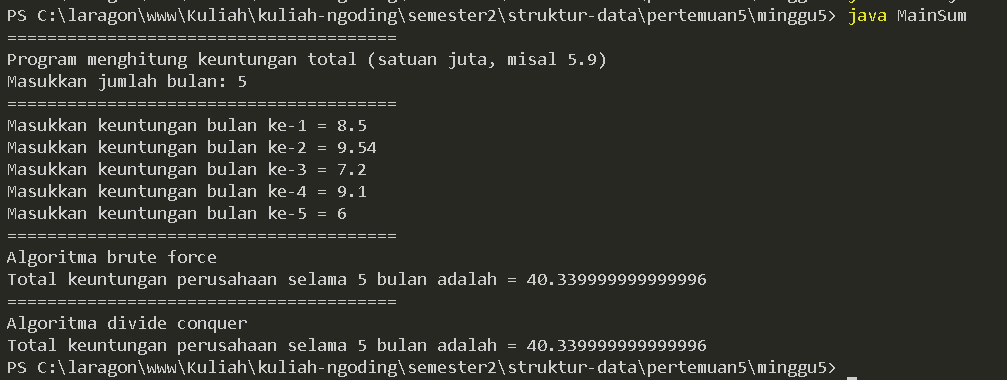 PS C:\laragon\www\Kuliah\kuliah-ngoding\semester2\struktur-data\pertemuan5\minggu5> java MainSum
=======================================
Program menghitung keuntungan total (satuan juta, misal 5.9)
Masukkan jumlah bulan: 5
=======================================
Masukkan keuntungan bulan ke-1 = 8.5
Masukkan keuntungan bulan ke-2 = 9.54
Masukkan keuntungan bulan ke-3 = 7.2
Masukkan keuntungan bulan ke-4 = 9.1
Masukkan keuntungan bulan ke-5 = 6
=======================================
Algoritma brute force
Total keuntungan perusahaan selama 5 bulan adalah = 40.339999999999996
=======================================
Algoritma divide conquer
Total keuntungan perusahaan selama 5 bulan adalah = 40.339999999999996
PS C:\laragon\www\Kuliah\kuliah-ngoding\semester2\struktur-data\pertemuan5\minggu5>